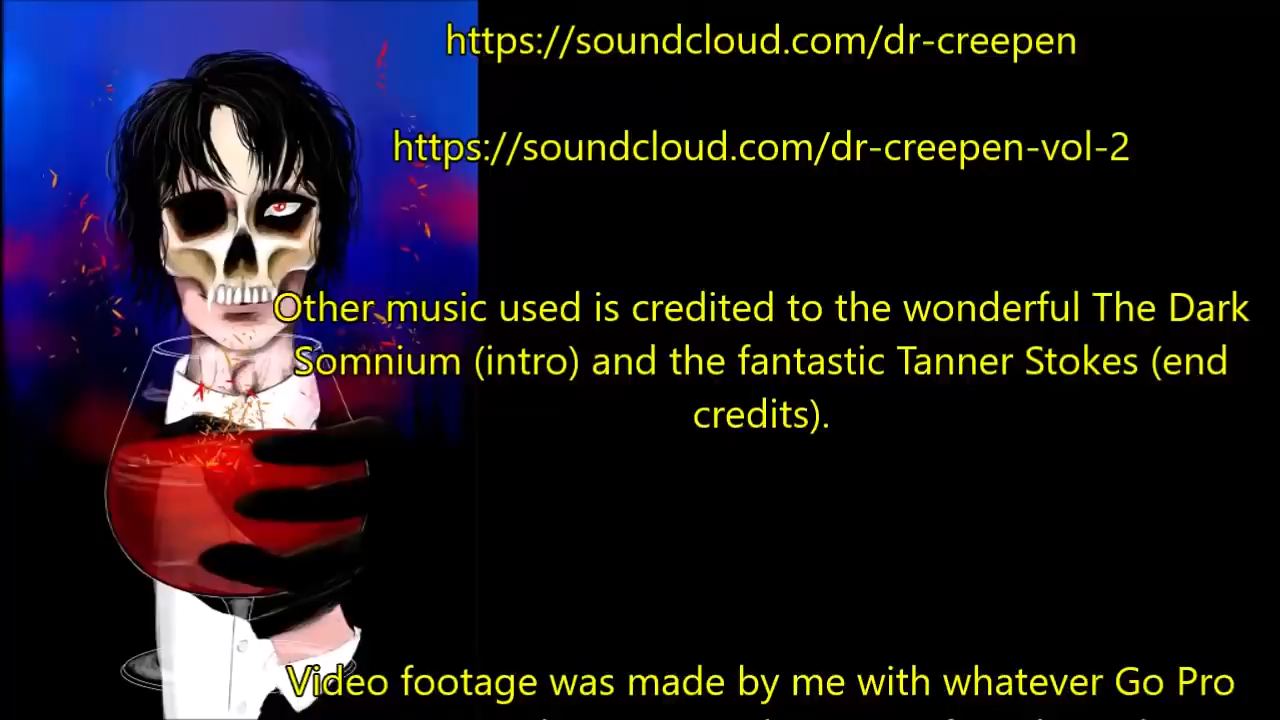 https://soundcloud.com/dr-creepen
https://soundcloud.com/dr-creepen-vol-2
Other music used is credited to the wonderful The Dark
Somnium (intro) and the fantastic Tanner Stokes (end
credits).
Video footage was made by me with whatever Go Pro